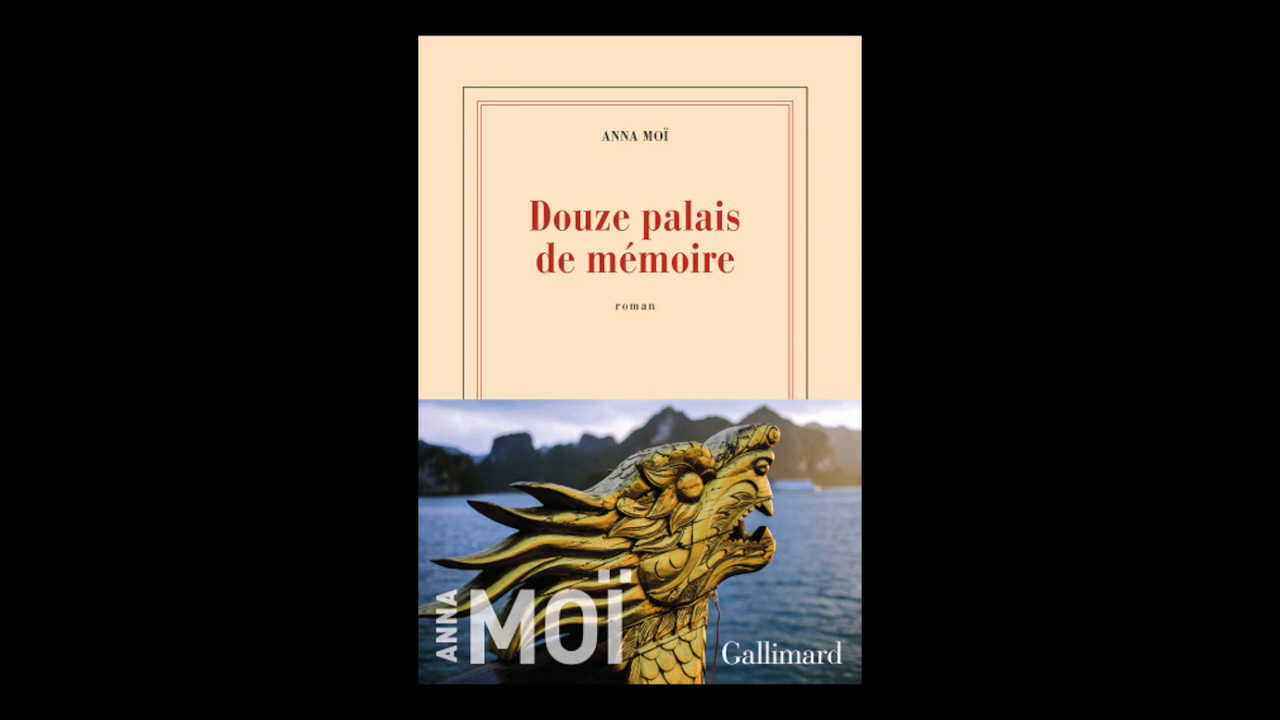 ANNA MOÏ
Douze palais
de mémoire
roman
ANNA
MOÏ
Gallimard